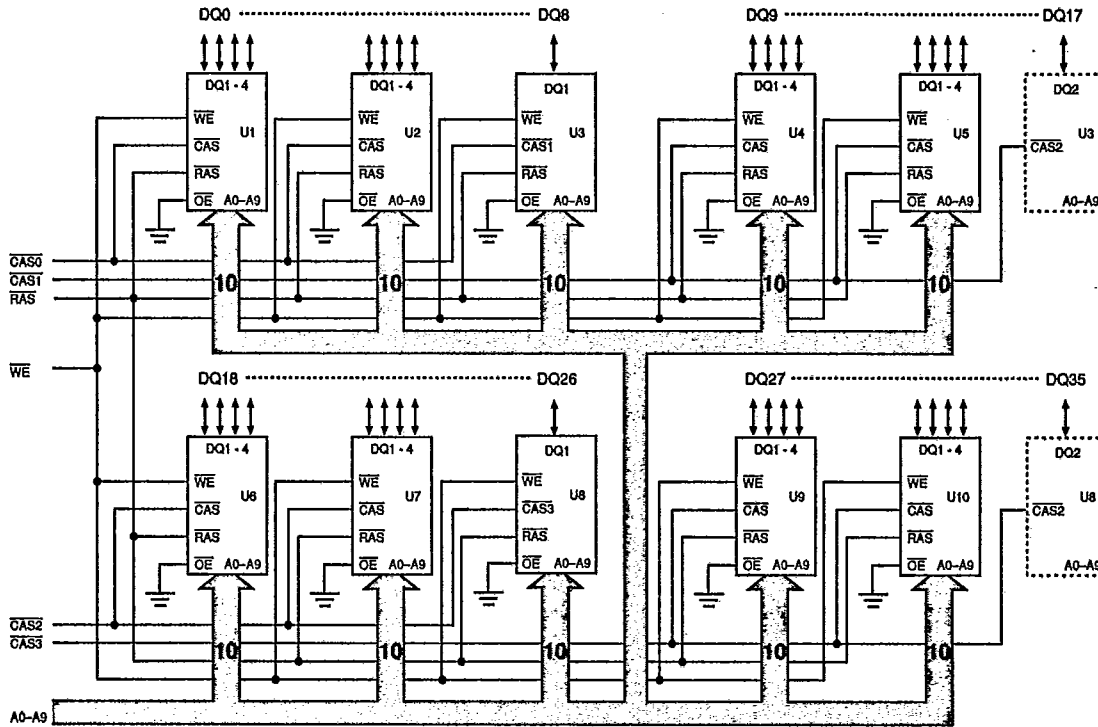 DQ0 DQ8 DQ9 DQ17
DQ1 - 4 DQ1 - 4 DQ1 DQ1 - 4 DQ1 - 4 DQ2
WE U1 WE U2 WE U3 WE U4 WE U5 U3
CAS CAS CAS1 CAS CAS CAS2
RAS RAS RAS RAS RAS
OE A0–A9 OE A0–A9 OE A0–A9 OE A0–A9 OE A0–A9 A0–A9
CAS0
CAS1
RAS
10 10 10 10 10
WE
DQ18 DQ26 DQ27 DQ35
DQ1 - 4 DQ1 - 4 DQ1 DQ1 - 4 DQ1 - 4 DQ2
WE U6 WE U7 WE U8 WE U9 WE U10 U8
CAS CAS CAS3 CAS CAS CAS2
RAS RAS RAS RAS RAS
OE A0–A9 OE A0–A9 OE A0–A9 OE A0–A9 OE A0–A9 A0–A9
CAS2
CAS3
10 10 10 10 10
A0–A9